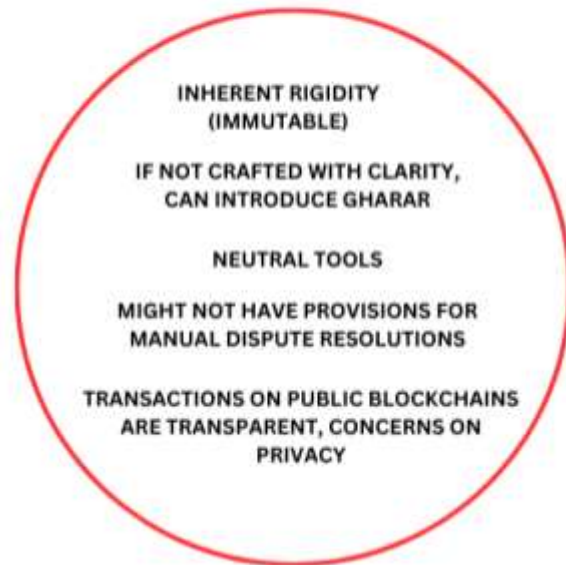 INHERENT RIGIDITY
(IMMUTABLE)
IF NOT CRAFTED WITH CLARITY,
CAN INTRODUCE GHARAR
NEUTRAL TOOLS
MIGHT NOT HAVE PROVISIONS FOR
MANUAL DISPUTE RESOLUTIONS
TRANSACTIONS ON PUBLIC BLOCKCHAINS
ARE TRANSPARENT, CONCERNS ON
PRIVACY